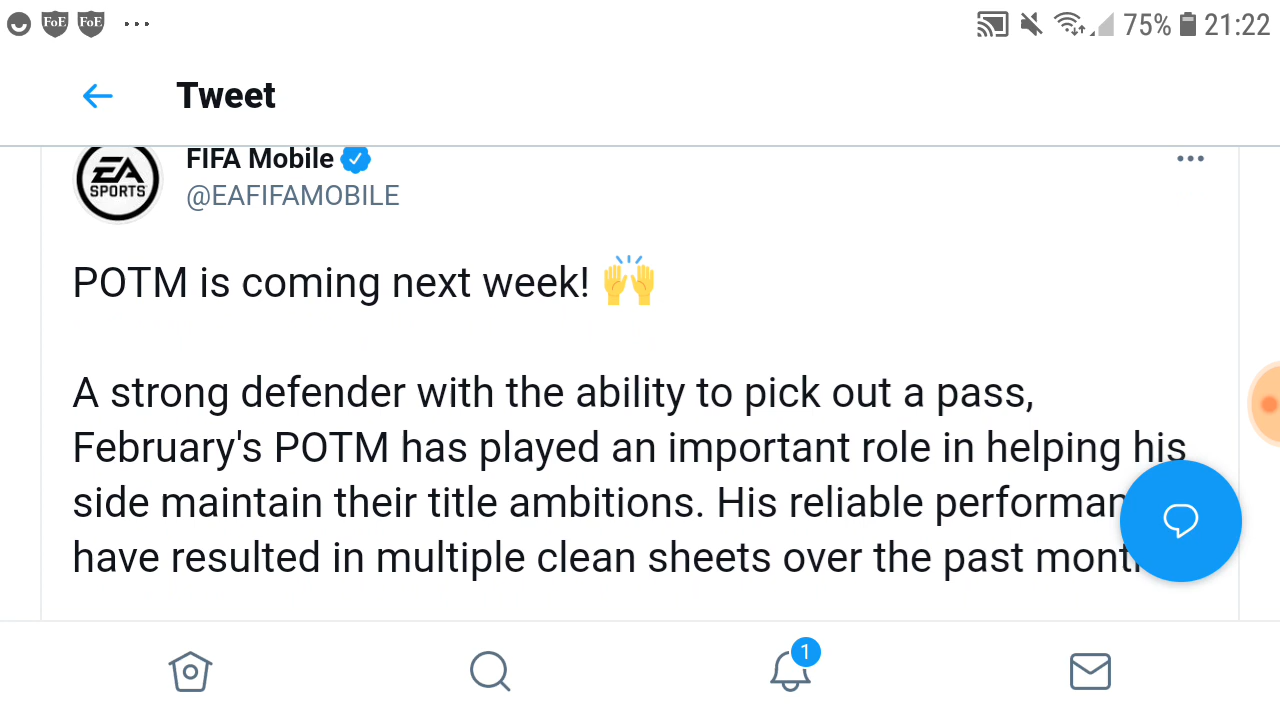 FoE FoE 75% 21:22
Tweet
EA SPORTS
FIFA Mobile
@EAFIFAMOBILE
POTM is coming next week! 🙌
A strong defender with the ability to pick out a pass,
February's POTM has played an important role in helping his
side maintain their title ambitions. His reliable
have resulted in multiple clean sheets over the past
1